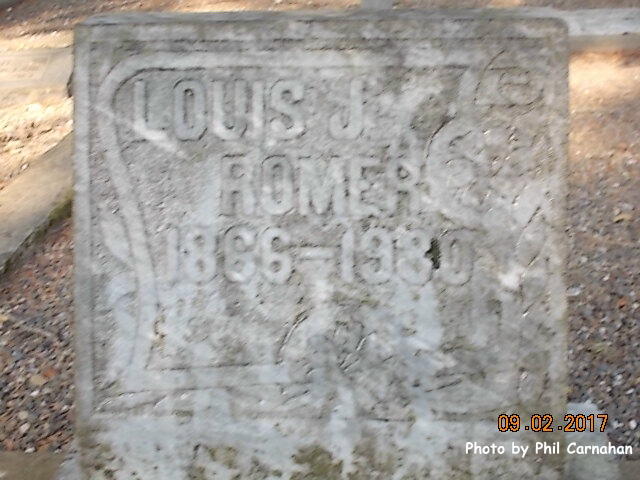 LOUIS J.
ROMER
1866-1930
09.02.2017
Photo by Phil Carnahan